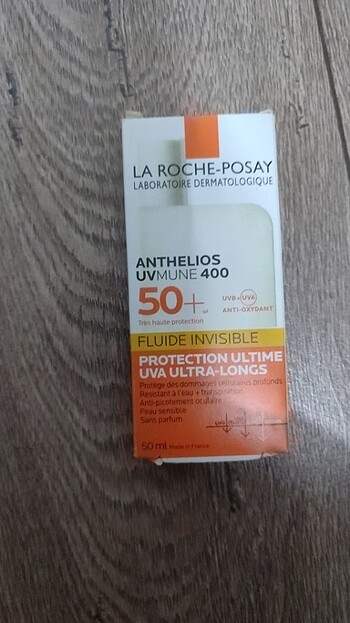 LA ROCHE-POSAY
LABORATOIRE DERMATOLOGIQUE
ANTHELIOS
UVMUNE 400
50+
UVB+UVA
ANTI-OXYDANT
Très haute protection
FLUIDE INVISIBLE
PROTECTION ULTIME
UVA ULTRA-LONGS
Protège des dommages cellulaires profonds
Résistant à l'eau + transpiration
Anti-picotement oculaire
Peau sensible
Sans parfum
50 mL Made in France